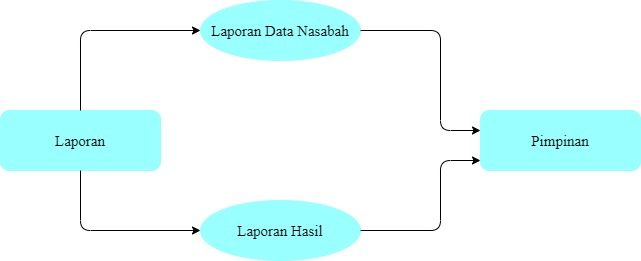 Laporan Data Nasabah
Laporan
Pimpinan
Laporan Hasil